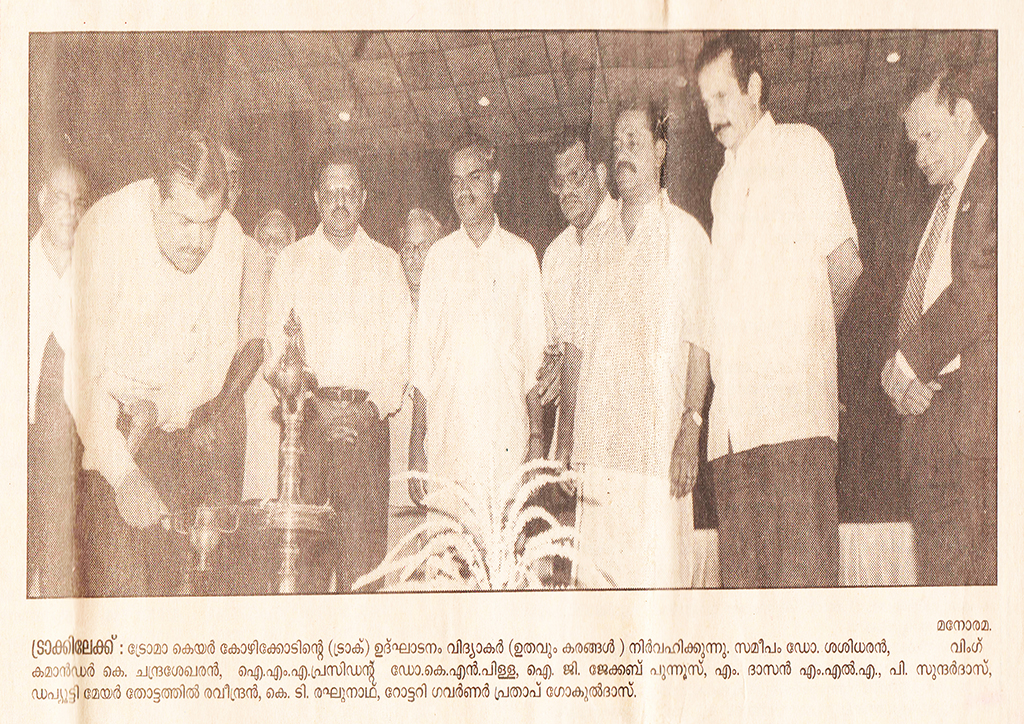 മനോരമ.
ട്രാക്കിലേക്ക് : ട്രോമാ കെയർ കോഴിക്കോടിന്റെ (ട്രാക്) ഉദ്ഘാടനം വിദ്യാകർ (ഉതവും കരങ്ങൾ ) നിർവഹിക്കുന്നു. സമീപം ഡോ. ശശിധരൻ, വിംഗ്
കമാൻഡർ കെ. ചന്ദ്രശേഖരൻ, ഐ.എം.എ.പ്രസിഡന്റ് ഡോ.കെ.എൻ.പിള്ള, ഐ. ജി. ജേക്കബ് പുന്നൂസ്, എം. ദാസൻ എം.എൽ.എ., പി. സുന്ദർദാസ്,
ഡപ്യൂട്ടി മേയർ തോട്ടത്തിൽ രവീന്ദ്രൻ, കെ. ടി. രഘുനാഥ്, റോട്ടറി ഗവർണർ പ്രതാപ് ഗോകുൽദാസ്.